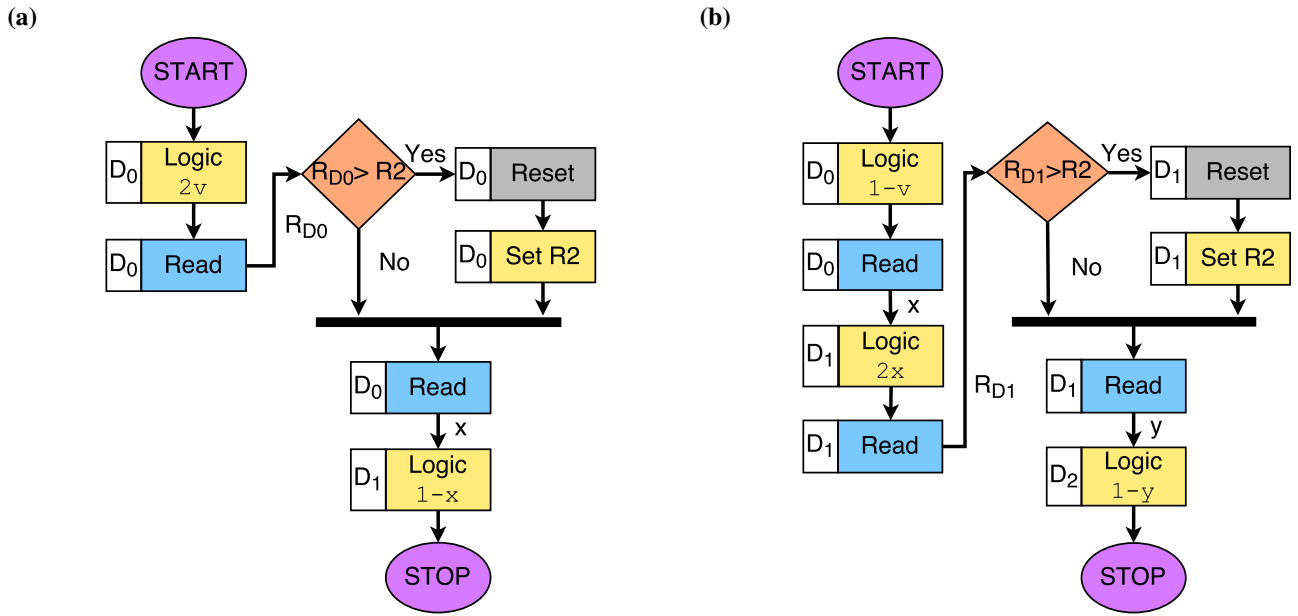 (a)
START
D0 Logic
2v
D0 Read
RD0
RD0> R2
Yes
No
D0 Reset
D0 Set R2
D0 Read
x
D1 Logic
1-x
STOP
(b)
START
D0 Logic
1-v
D0 Read
x
D1 Logic
2x
D1 Read
RD1
RD1>R2
Yes
No
D1 Reset
D1 Set R2
D1 Read
y
D2 Logic
1-y
STOP